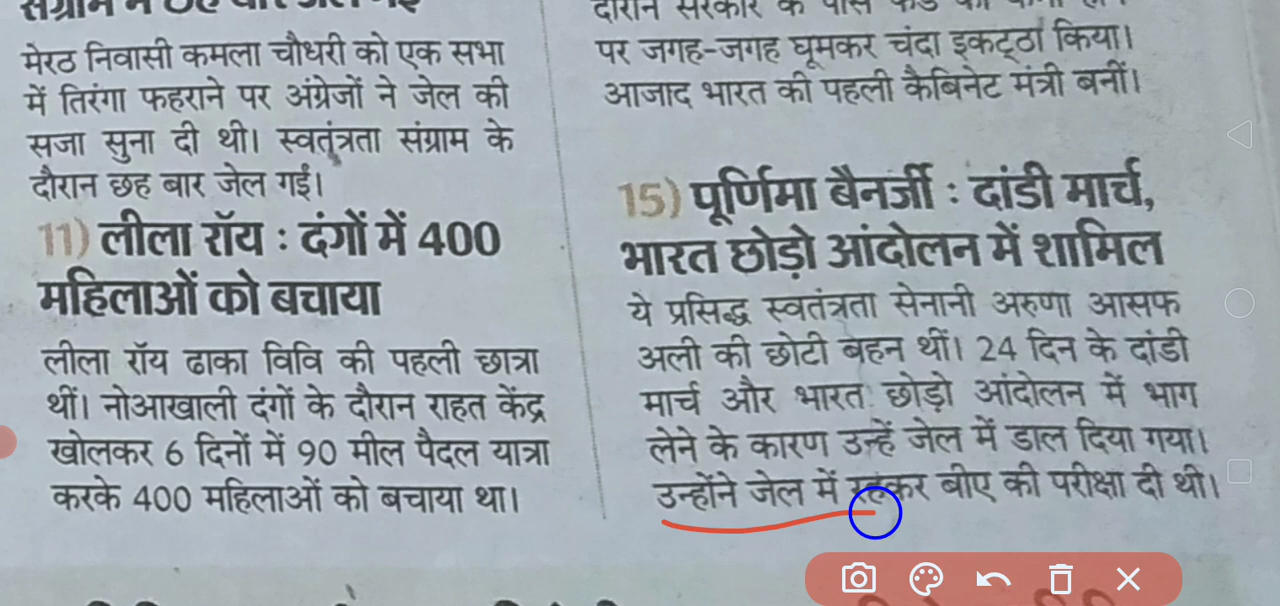 मेरठ निवासी कमला चौधरी को एक सभा
में तिरंगा फहराने पर अंग्रेजों ने जेल की
सजा सुना दी थी। स्वतंत्रता संग्राम के
दौरान छह बार जेल गईं।
11) लीला रॉय : दंगों में 400
महिलाओं को बचाया
लीला रॉय ढाका विवि की पहली छात्रा
थीं। नोआखाली दंगों के दौरान राहत केंद्र
खोलकर 6 दिनों में 90 मील पैदल यात्रा
करके 400 महिलाओं को बचाया था।
दौरान सरकार के पास
पर जगह-जगह घूमकर चंदा इकट्ठा किया।
आजाद भारत की पहली कैबिनेट मंत्री बनीं।
15) पूर्णिमा बैनर्जी : दांडी मार्च,
भारत छोड़ो आंदोलन में शामिल
ये प्रसिद्ध स्वतंत्रता सेनानी अरुणा आसफ
अली की छोटी बहन थीं। 24 दिन के दांडी
मार्च और भारत छोड़ो आंदोलन में भाग
लेने के कारण उन्हें जेल में डाल दिया गया।
उन्होंने जेल में रहकर बीए की परीक्षा दी थी।